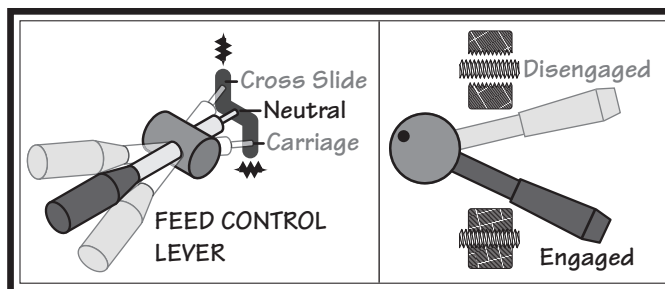 Cross Slide
Neutral
Carriage
FEED CONTROL
LEVER
Disengaged
Engaged